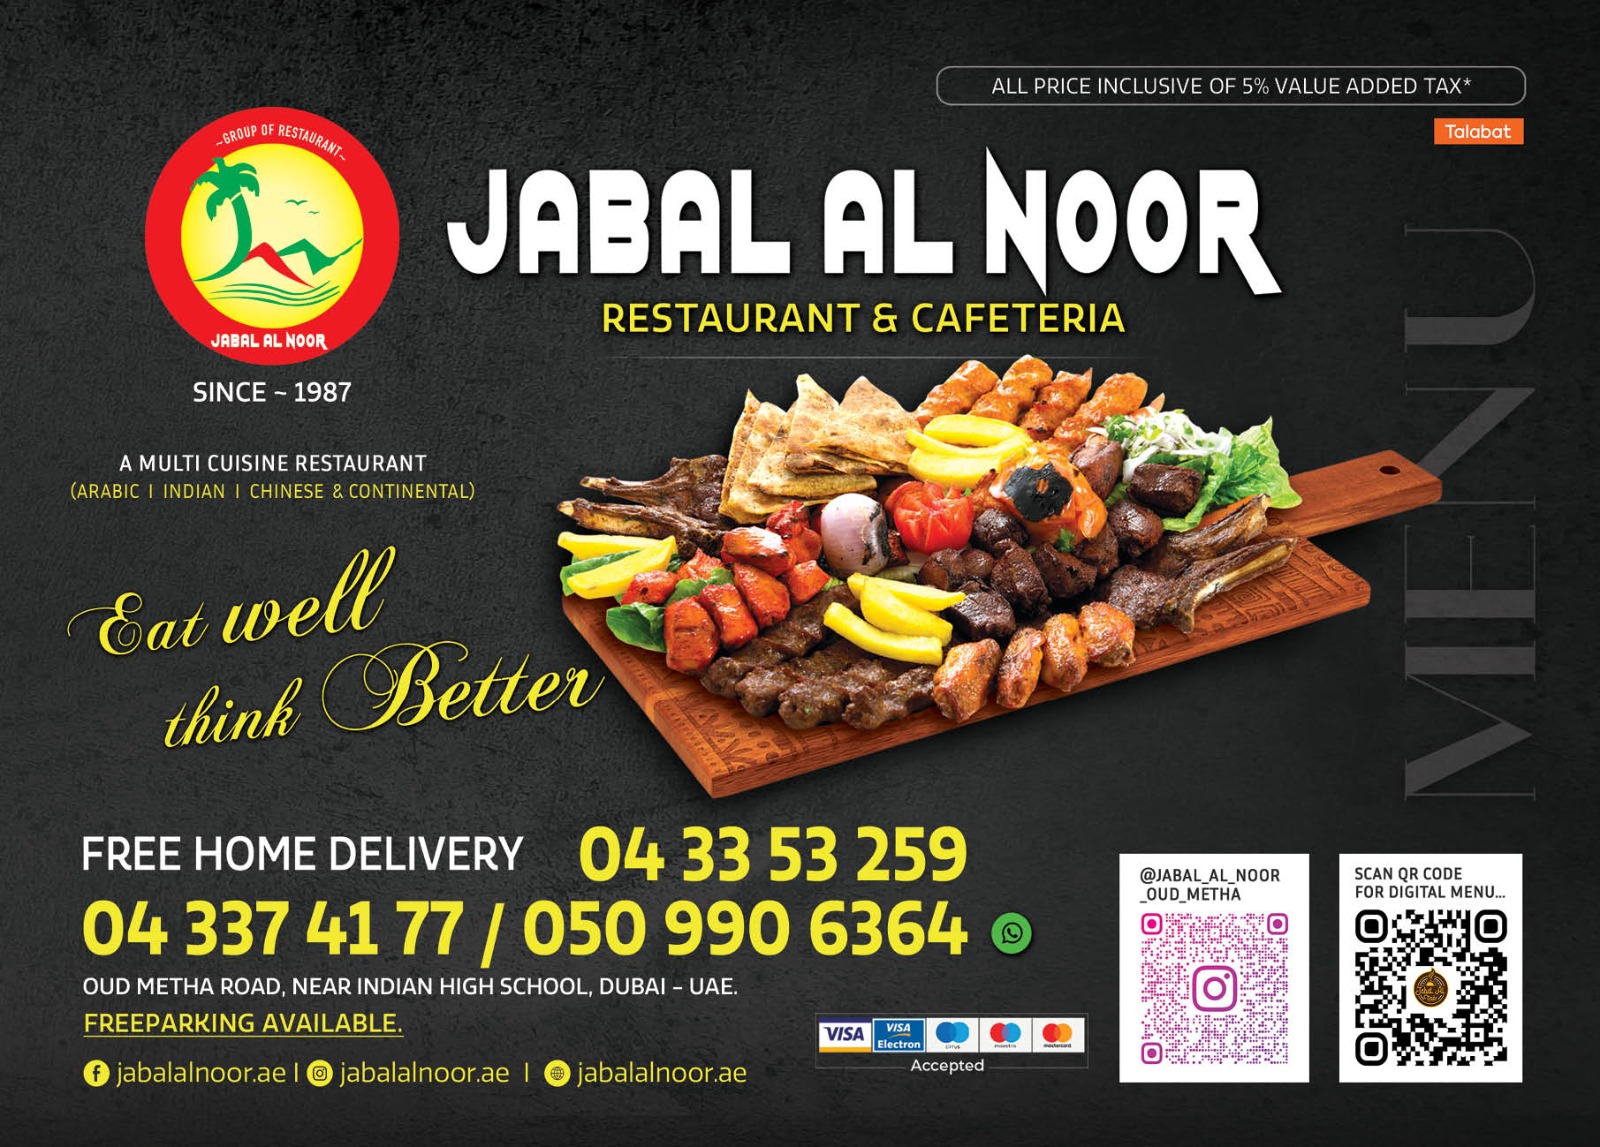 ALL PRICE INCLUSIVE OF 5% VALUE ADDED TAX*
Talabat
~GROUP OF RESTAURANT~
JABAL AL NOOR
SINCE ~ 1987
JABAL AL NOOR
RESTAURANT & CAFETERIA
A MULTI CUISINE RESTAURANT
(ARABIC I INDIAN I CHINESE & CONTINENTAL)
Eat well
think Better
MENU
FREE HOME DELIVERY 04 33 53 259
04 337 41 77 / 050 990 6364
OUD METHA ROAD, NEAR INDIAN HIGH SCHOOL, DUBAI – UAE.
FREEPARKING AVAILABLE.
jabalalnoor.ae I jabalalnoor.ae I jabalalnoor.ae
VISA VISA Electron cirrus maestro mastercard
Accepted
@JABAL_AL_NOOR
_OUD_METHA
SCAN QR CODE
FOR DIGITAL MENU...